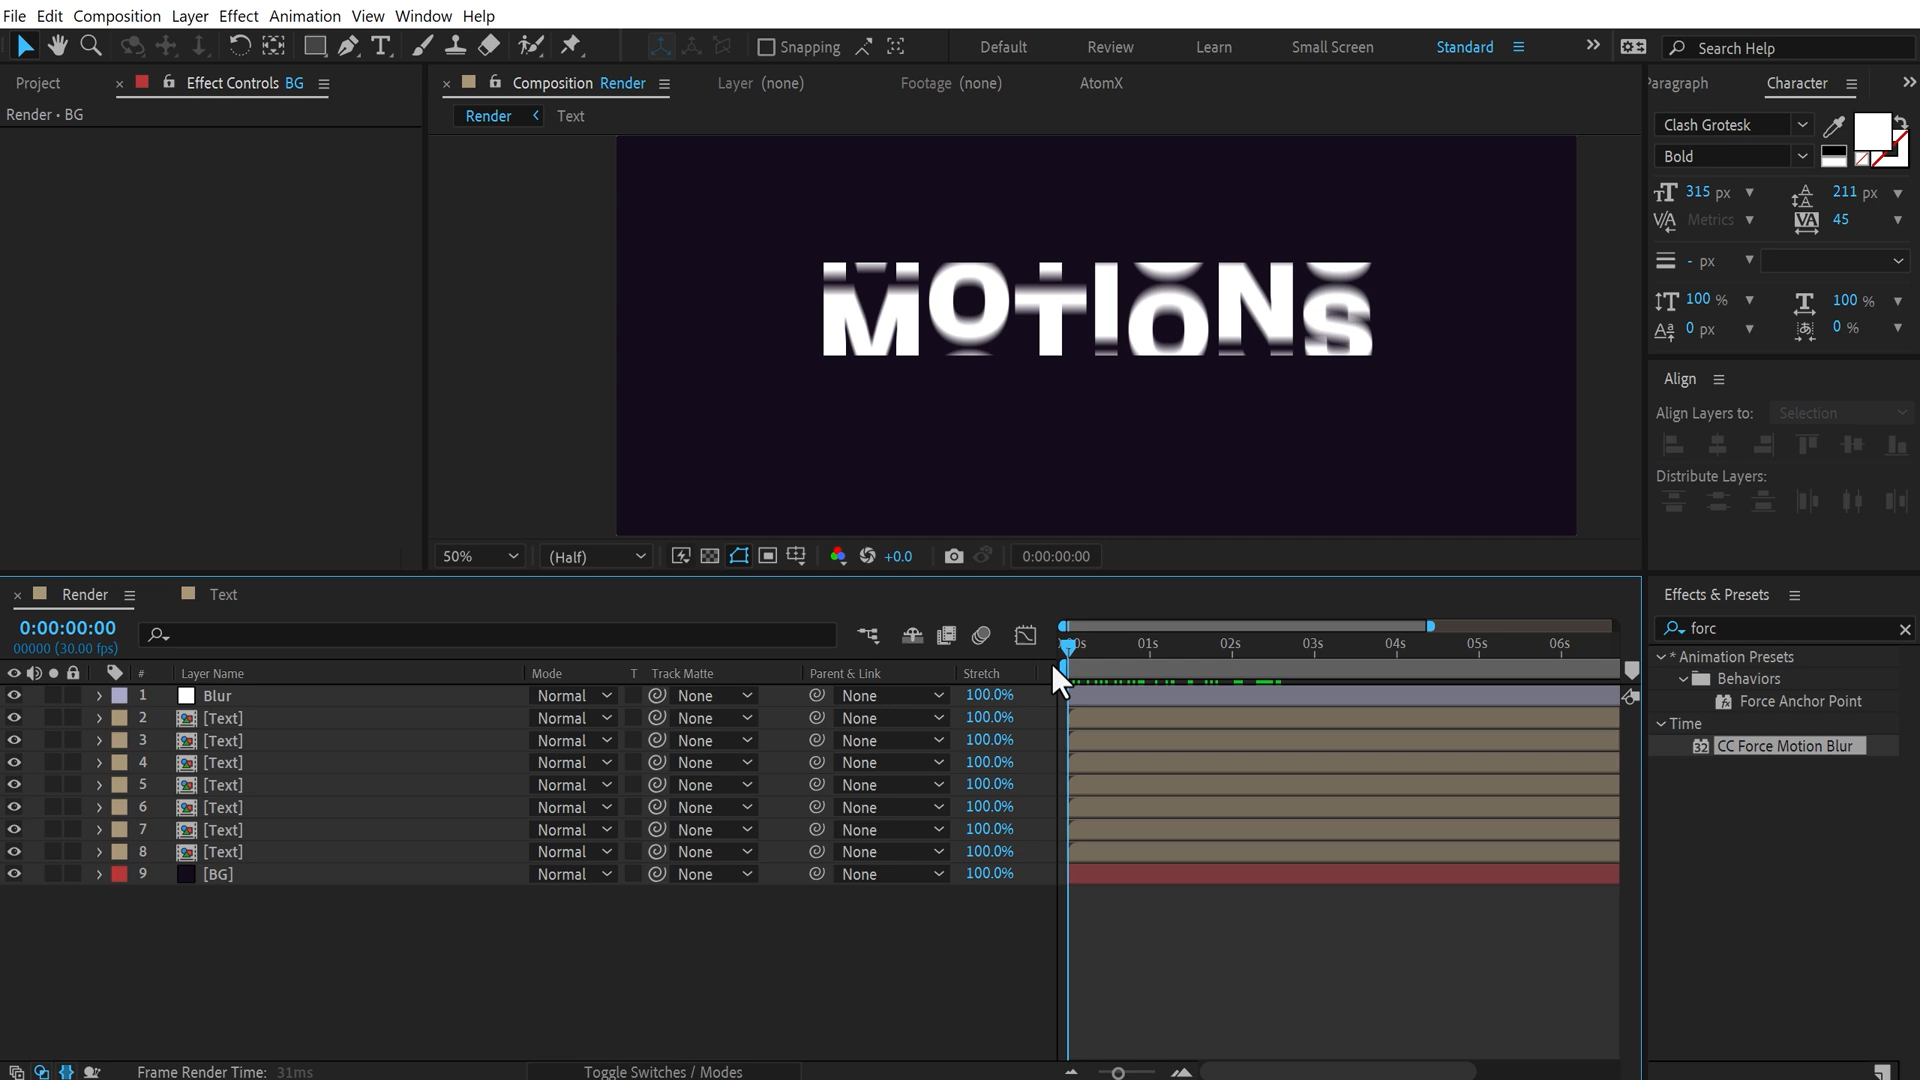 File Edit Composition Layer Effect Animation View Window Help
Snapping Default Review Learn Small Screen Standard Search Help
Project Effect Controls BG Composition Render Layer (none) Footage (none) AtomX
Render • BG
Render Text
MOTIONS
50% (Half) +0.0 0:00:00:00
Paragraph Character
Clash Grotesk
Bold
315 px 211 px
Metrics 45
- px
100 % 100 %
0 px 0 %
Align
Align Layers to: Selection
Distribute Layers:
Render Text
0:00:00:00
00000 (30.00 fps)
01s 02s 03s 04s 05s 06s
# Layer Name Mode T Track Matte Parent & Link Stretch
1 Blur Normal None None 100.0%
2 [Text] Normal None None 100.0%
3 [Text] Normal None None 100.0%
4 [Text] Normal None None 100.0%
5 [Text] Normal None None 100.0%
6 [Text] Normal None None 100.0%
7 [Text] Normal None None 100.0%
8 [Text] Normal None None 100.0%
9 [BG] Normal None None 100.0%
Frame Render Time: 31ms Toggle Switches / Modes
Effects & Presets
forc
* Animation Presets
Behaviors
Force Anchor Point
Time
32 CC Force Motion Blur